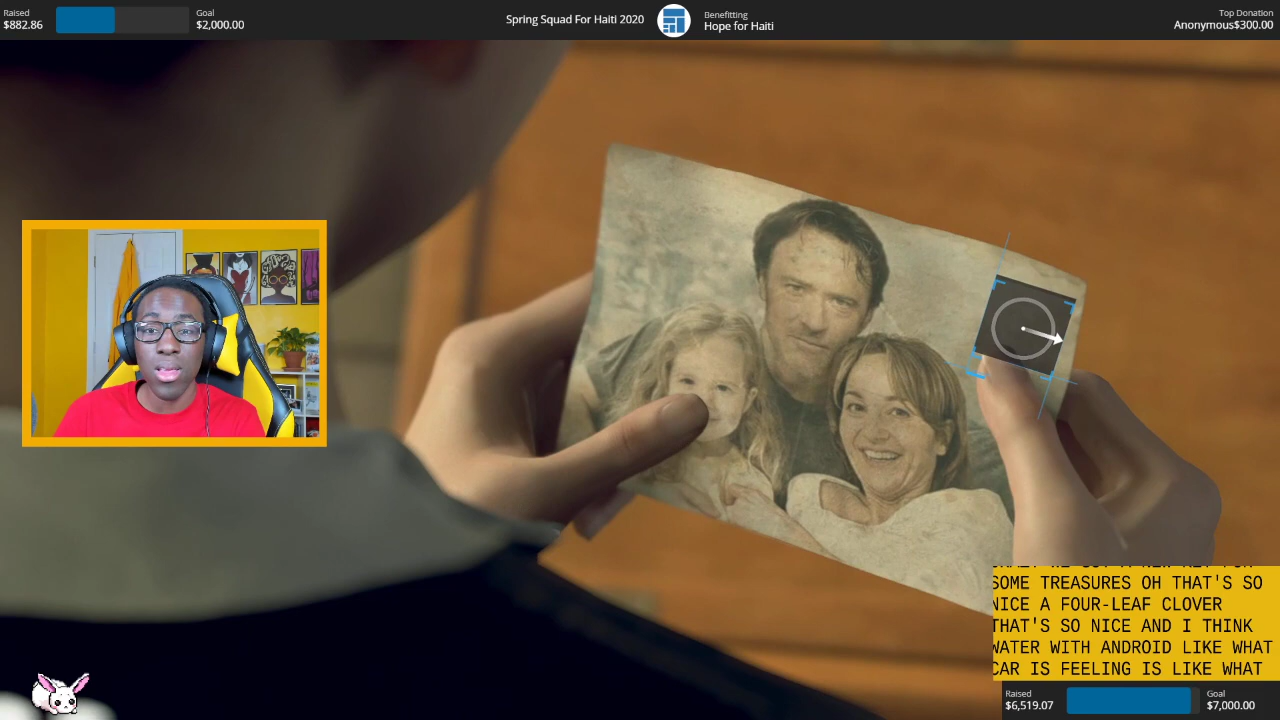 Raised
$882.86
Goal
$2,000.00
Spring Squad For Haiti 2020
Benefitting
Hope for Haiti
Top Donation
Anonymous$300.00
SOME TREASURES OH THAT'S SO
NICE A FOUR-LEAF CLOVER
THAT'S SO NICE AND I THINK
WATER WITH ANDROID LIKE WHAT
CAR IS FEELING IS LIKE WHAT
Raised
$6,519.07
Goal
$7,000.00